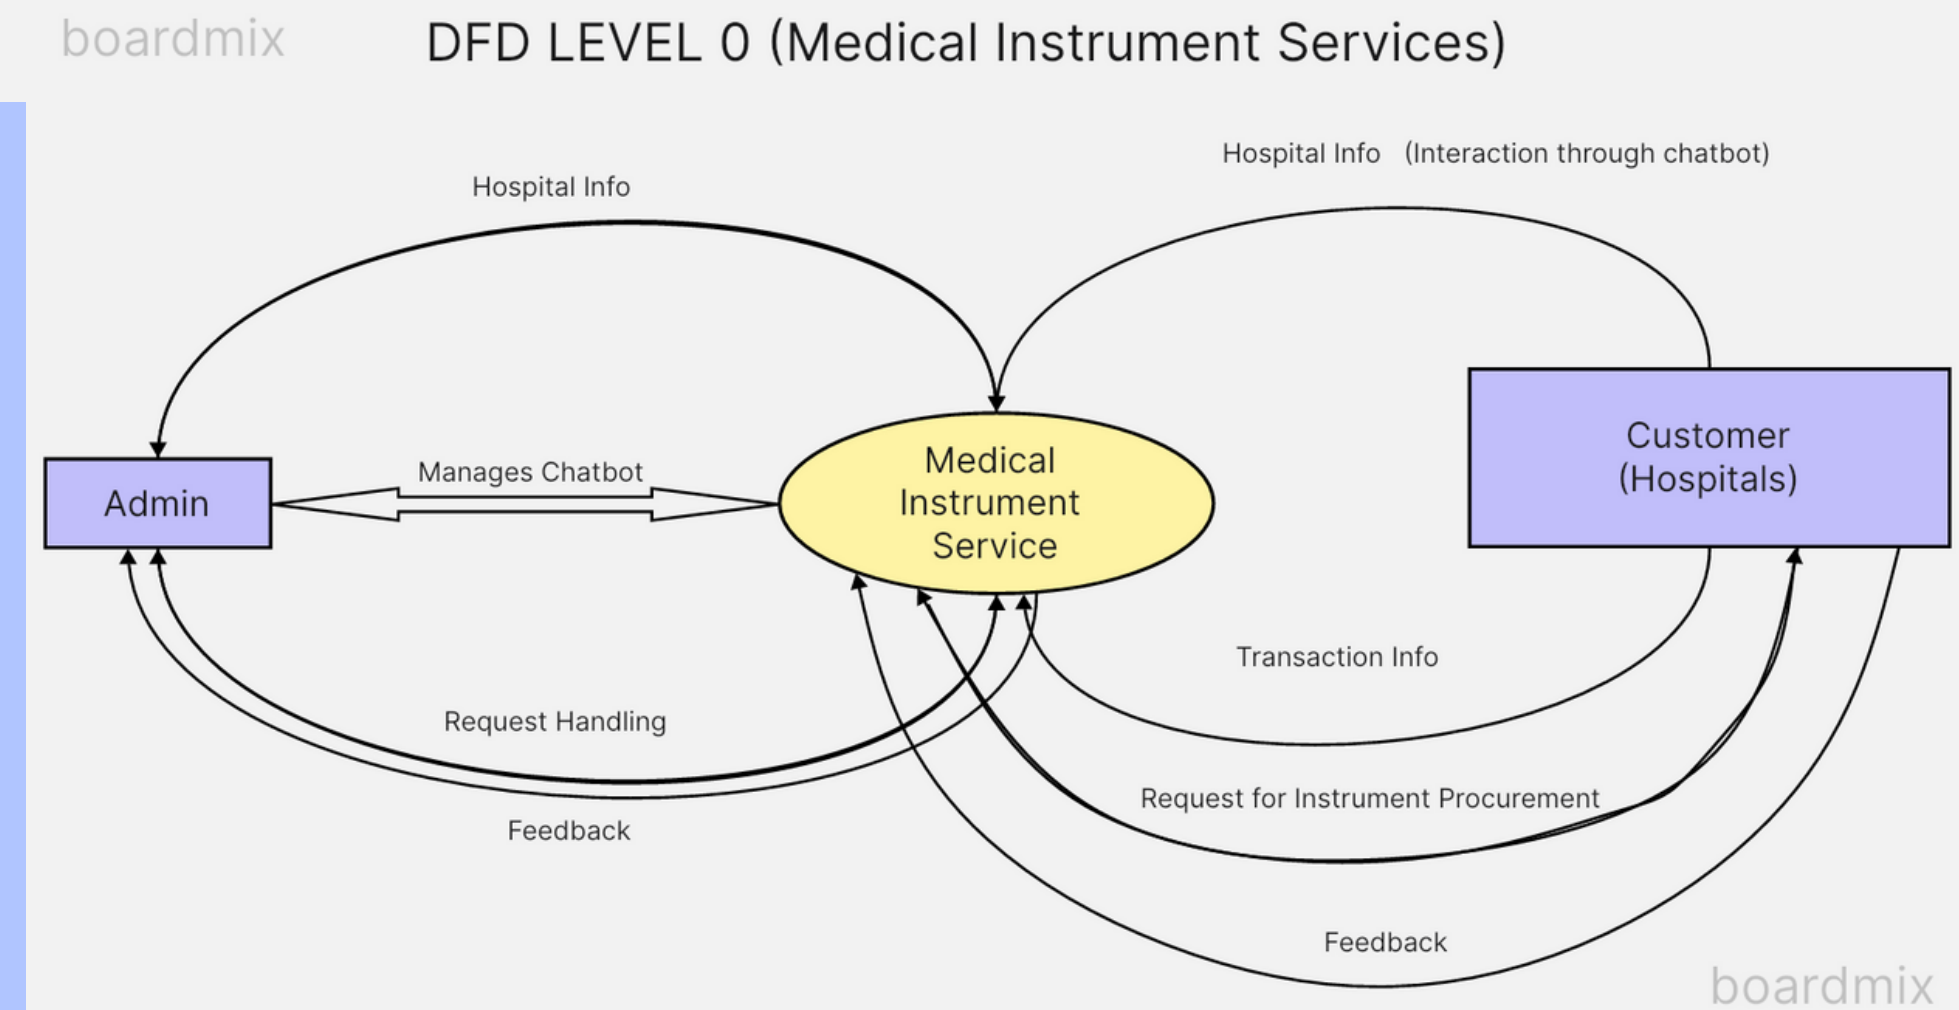 boardmix
DFD LEVEL 0 (Medical Instrument Services)
Hospital Info (Interaction through chatbot)
Hospital Info
Manages Chatbot
Admin
Medical
Instrument
Service
Customer
(Hospitals)
Transaction Info
Request Handling
Request for Instrument Procurement
Feedback
Feedback
boardmix